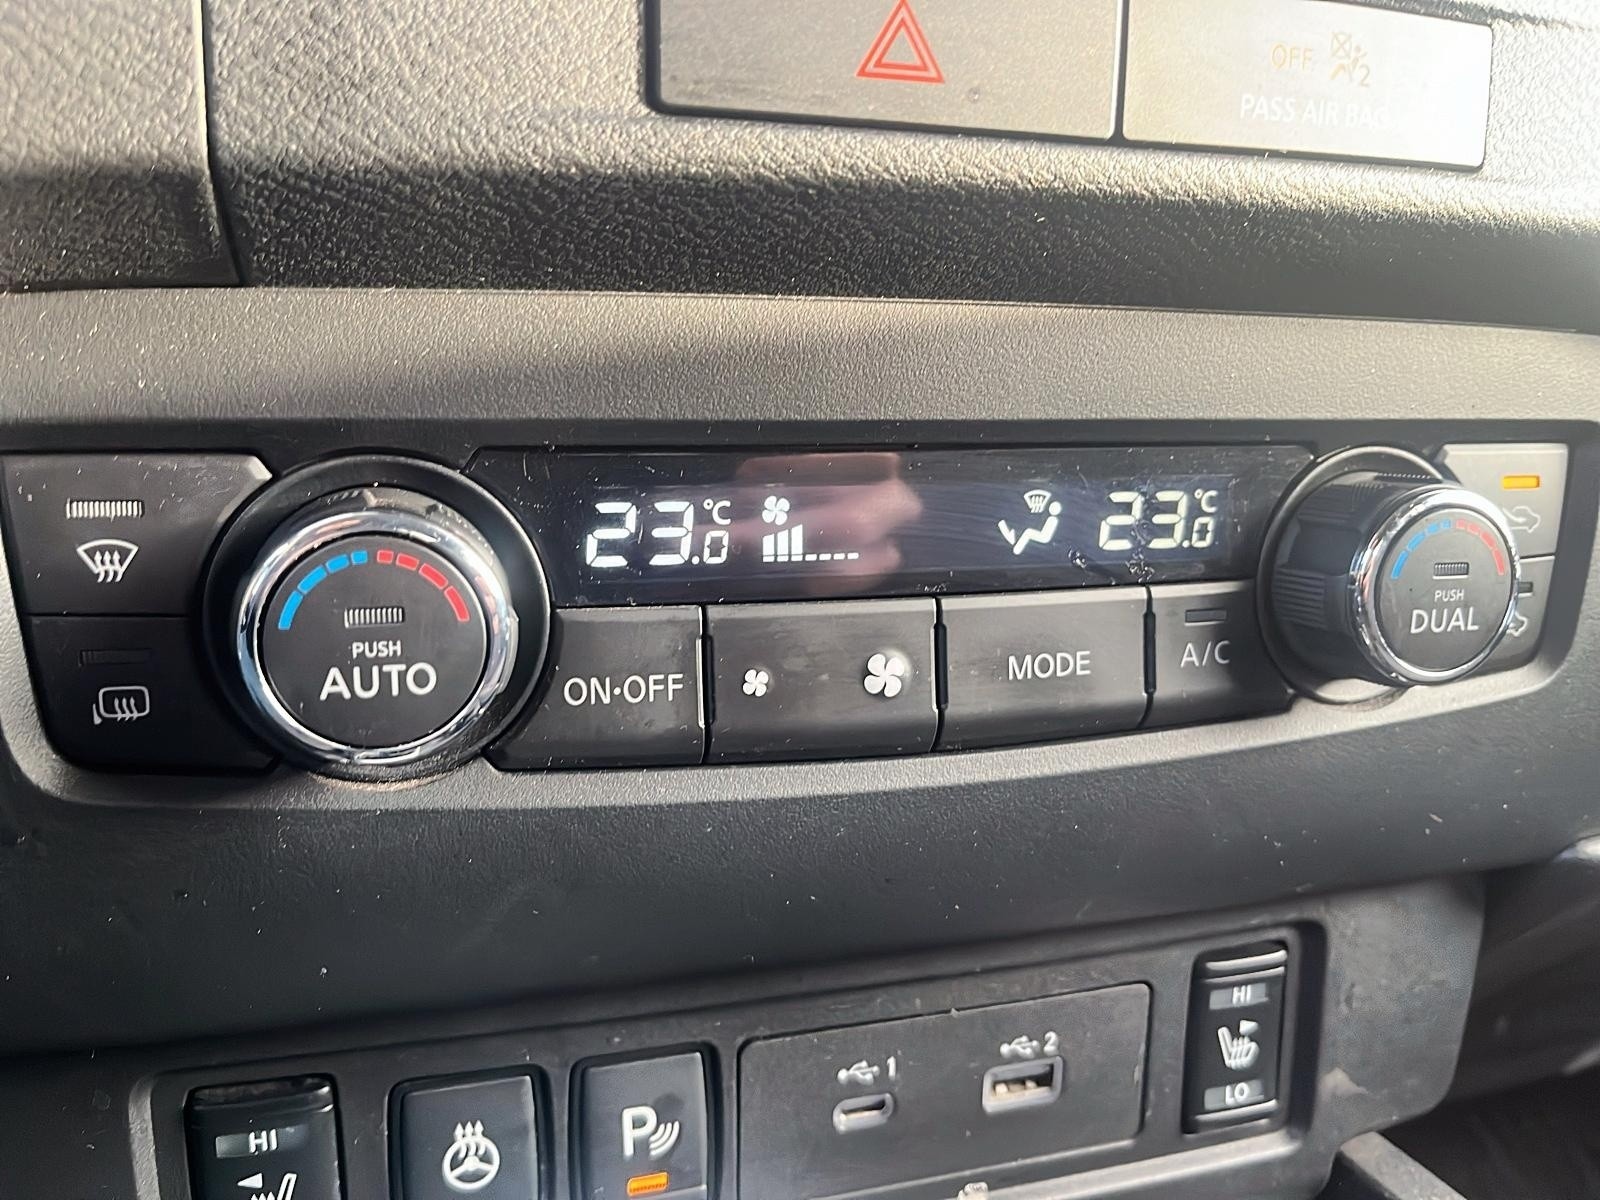 OFF 2
PASS AIR BAG
23.0 °C
23.0 °C
PUSH
AUTO
ON·OFF
MODE
A/C
PUSH
DUAL
HI
P
1
2
HI
LO